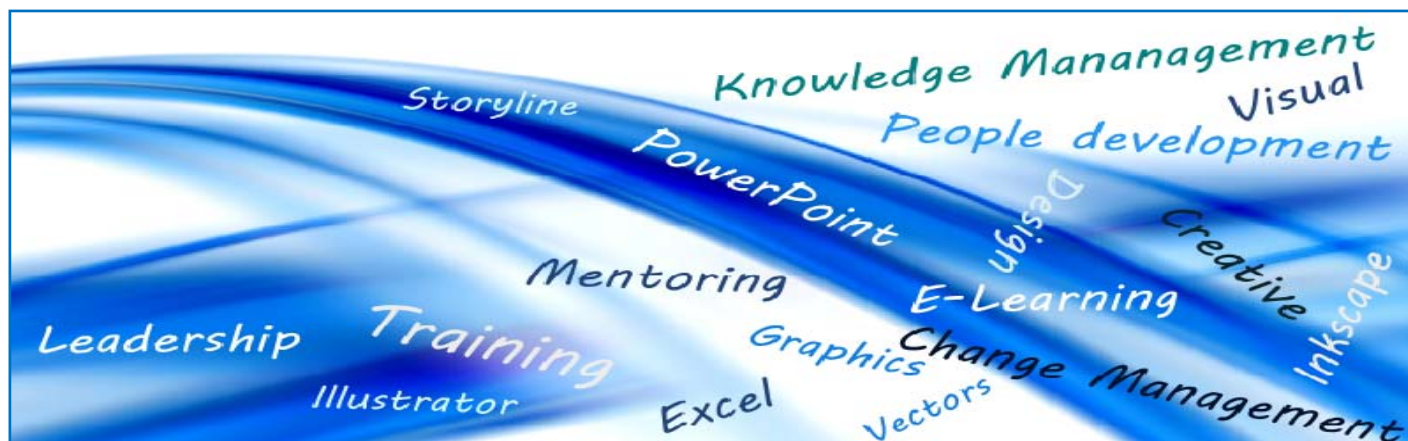 Knowledge Mananagement
Visual
Storyline
People development
PowerPoint
Design
Creative
Mentoring
E-Learning
Inkscape
Leadership
Training
Graphics
Change Management
Illustrator
Excel
Vectors